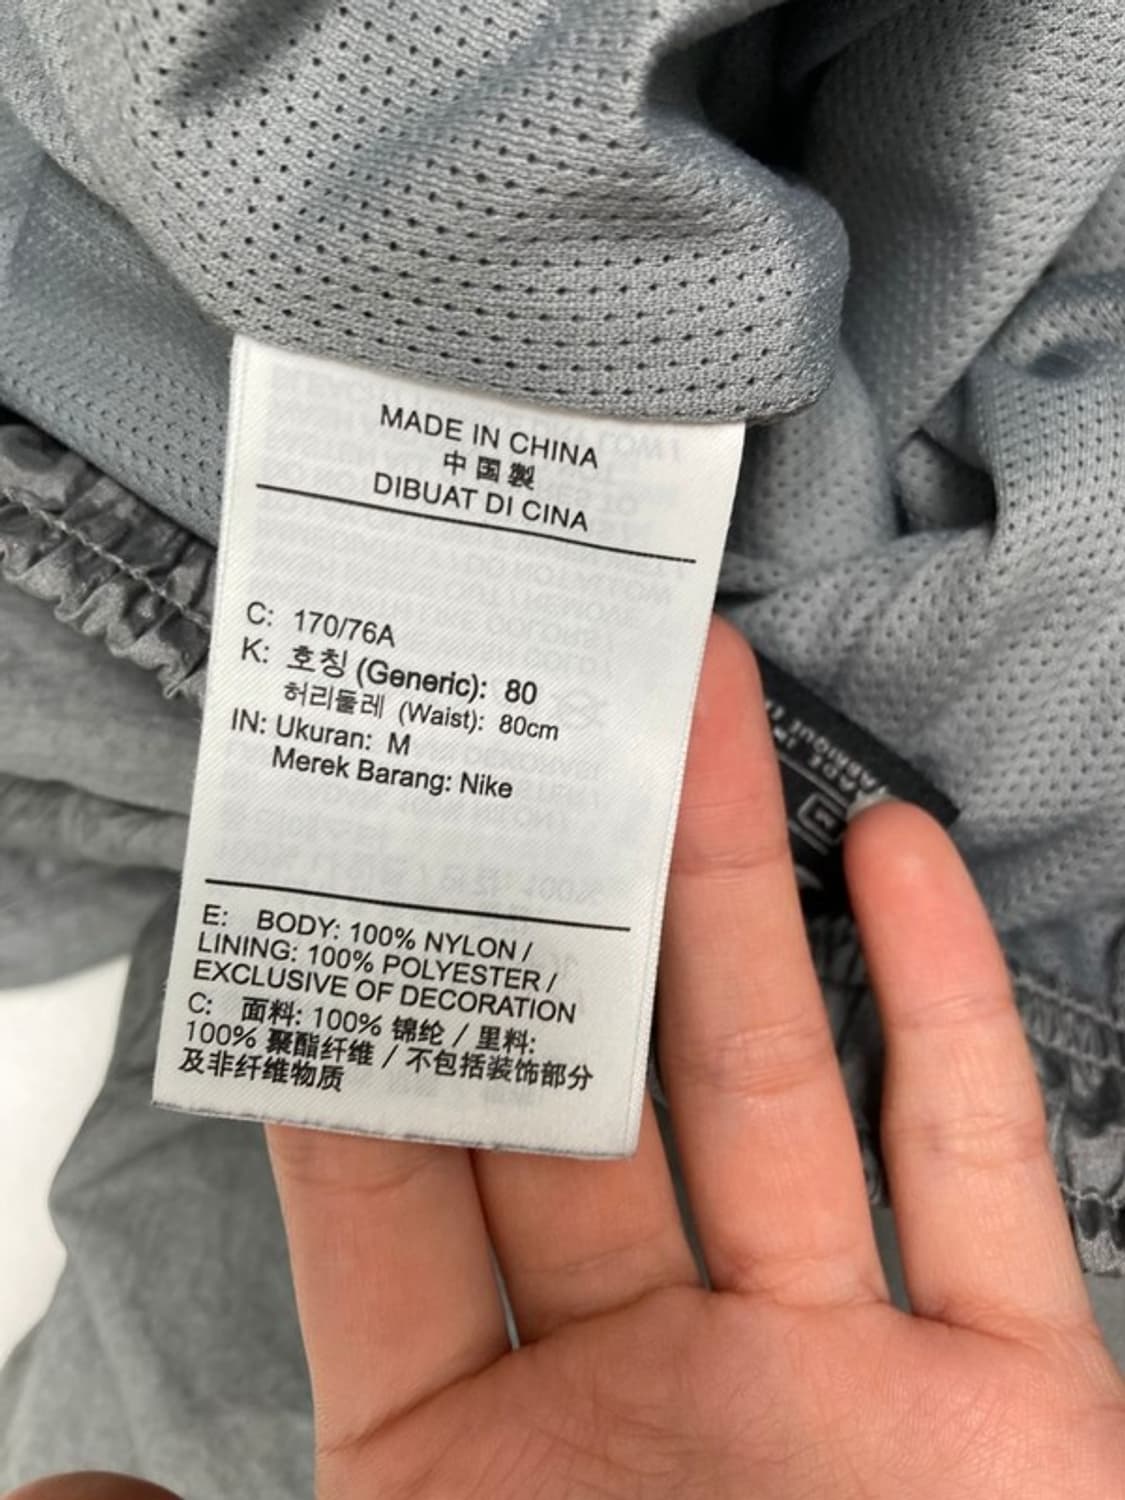 MADE IN CHINA
中国製
DIBUAT DI CINA
C: 170/76A
K: 호칭 (Generic): 80
허리둘레 (Waist): 80cm
IN: Ukuran: M
Merek Barang: Nike
E: BODY: 100% NYLON /
LINING: 100% POLYESTER /
EXCLUSIVE OF DECORATION
C: 面料: 100% 锦纶 / 里料:
100% 聚酯纤维 / 不包括装饰部分
及非纤维物质
M